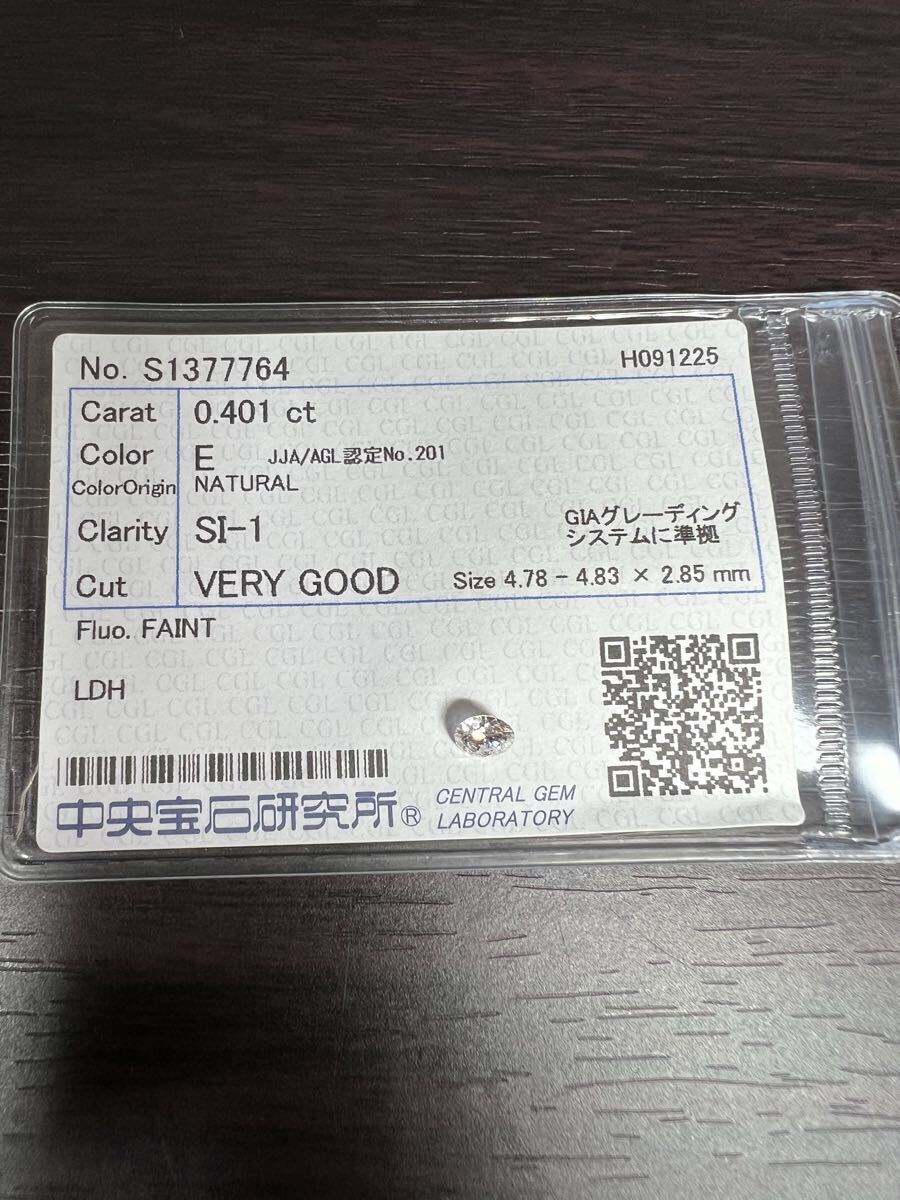 No. S1377764 H091225
Carat 0.401 ct
Color E JJA/AGL認定No.201
ColorOrigin NATURAL
Clarity SI-1 GIAグレーディング
システムに準拠
Cut VERY GOOD Size 4.78 - 4.83 × 2.85 mm
Fluo. FAINT
LDH
中央宝石研究所® CENTRAL GEM
LABORATORY